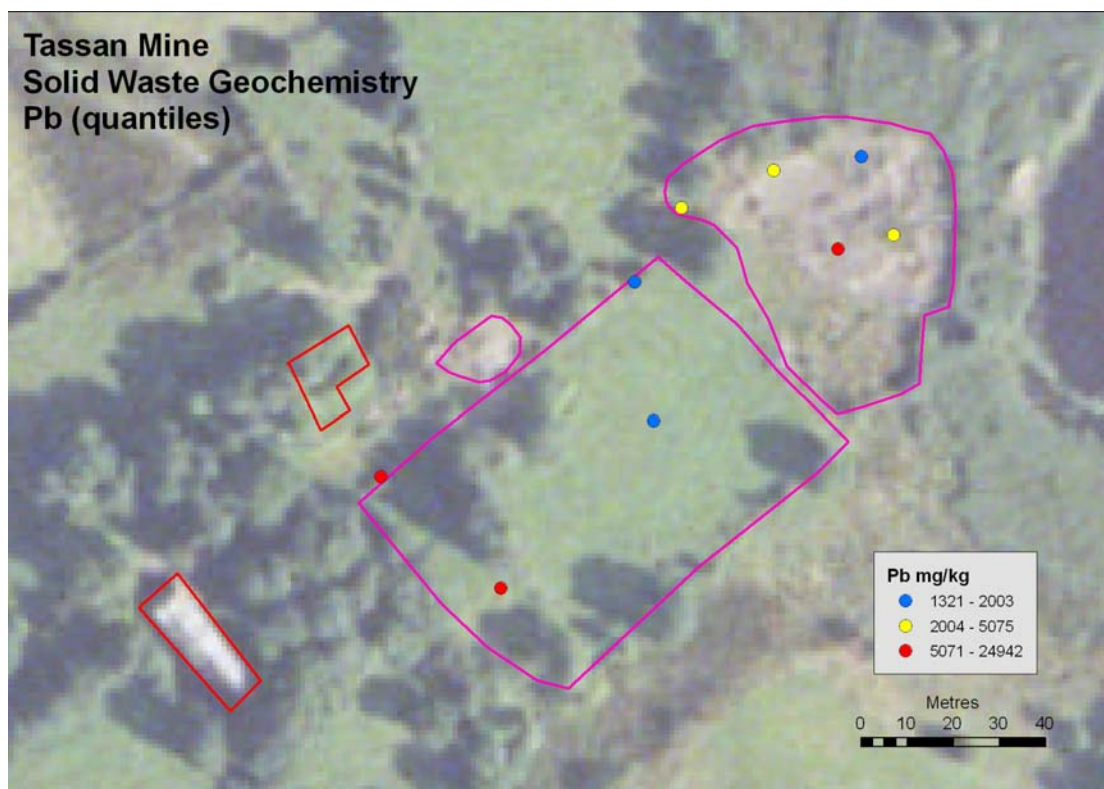 Tassan Mine
Solid Waste Geochemistry
Pb (quantiles)
Pb mg/kg
1321 - 2003
2004 - 5075
5071 - 24942
Metres
0 10 20 30 40